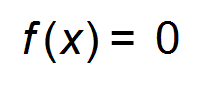 f(x) = 0